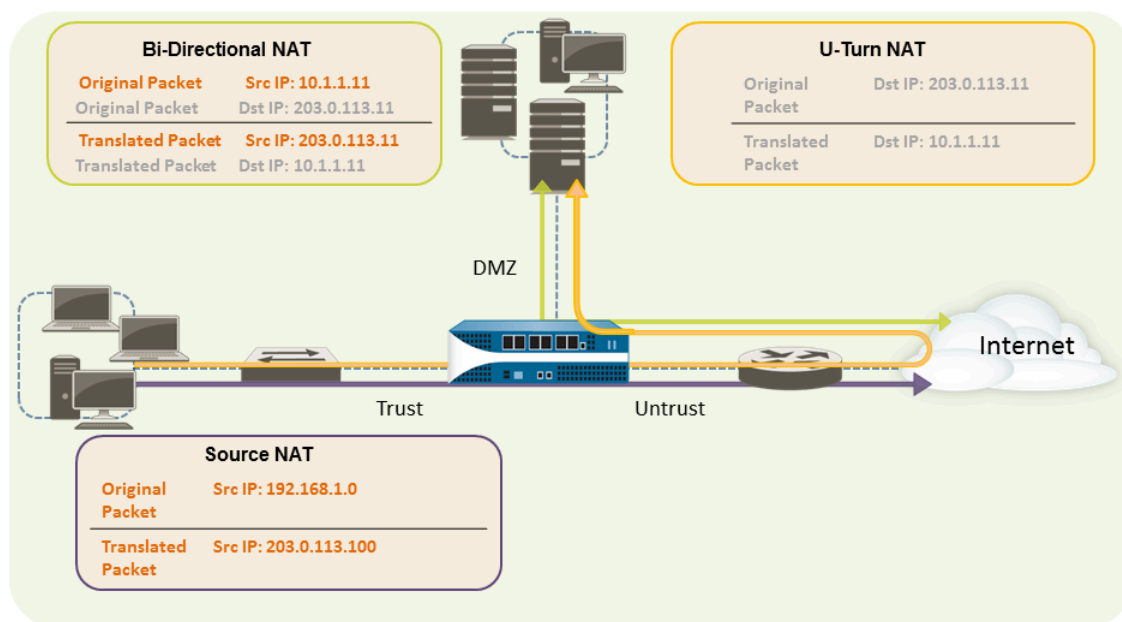 Bi-Directional NAT
Original Packet Src IP: 10.1.1.11
Original Packet Dst IP: 203.0.113.11
Translated Packet Src IP: 203.0.113.11
Translated Packet Dst IP: 10.1.1.11
U-Turn NAT
Original Dst IP: 203.0.113.11
Packet
Translated Dst IP: 10.1.1.11
Packet
DMZ
Internet
Trust
Untrust
Source NAT
Original Src IP: 192.168.1.0
Packet
Translated Src IP: 203.0.113.100
Packet